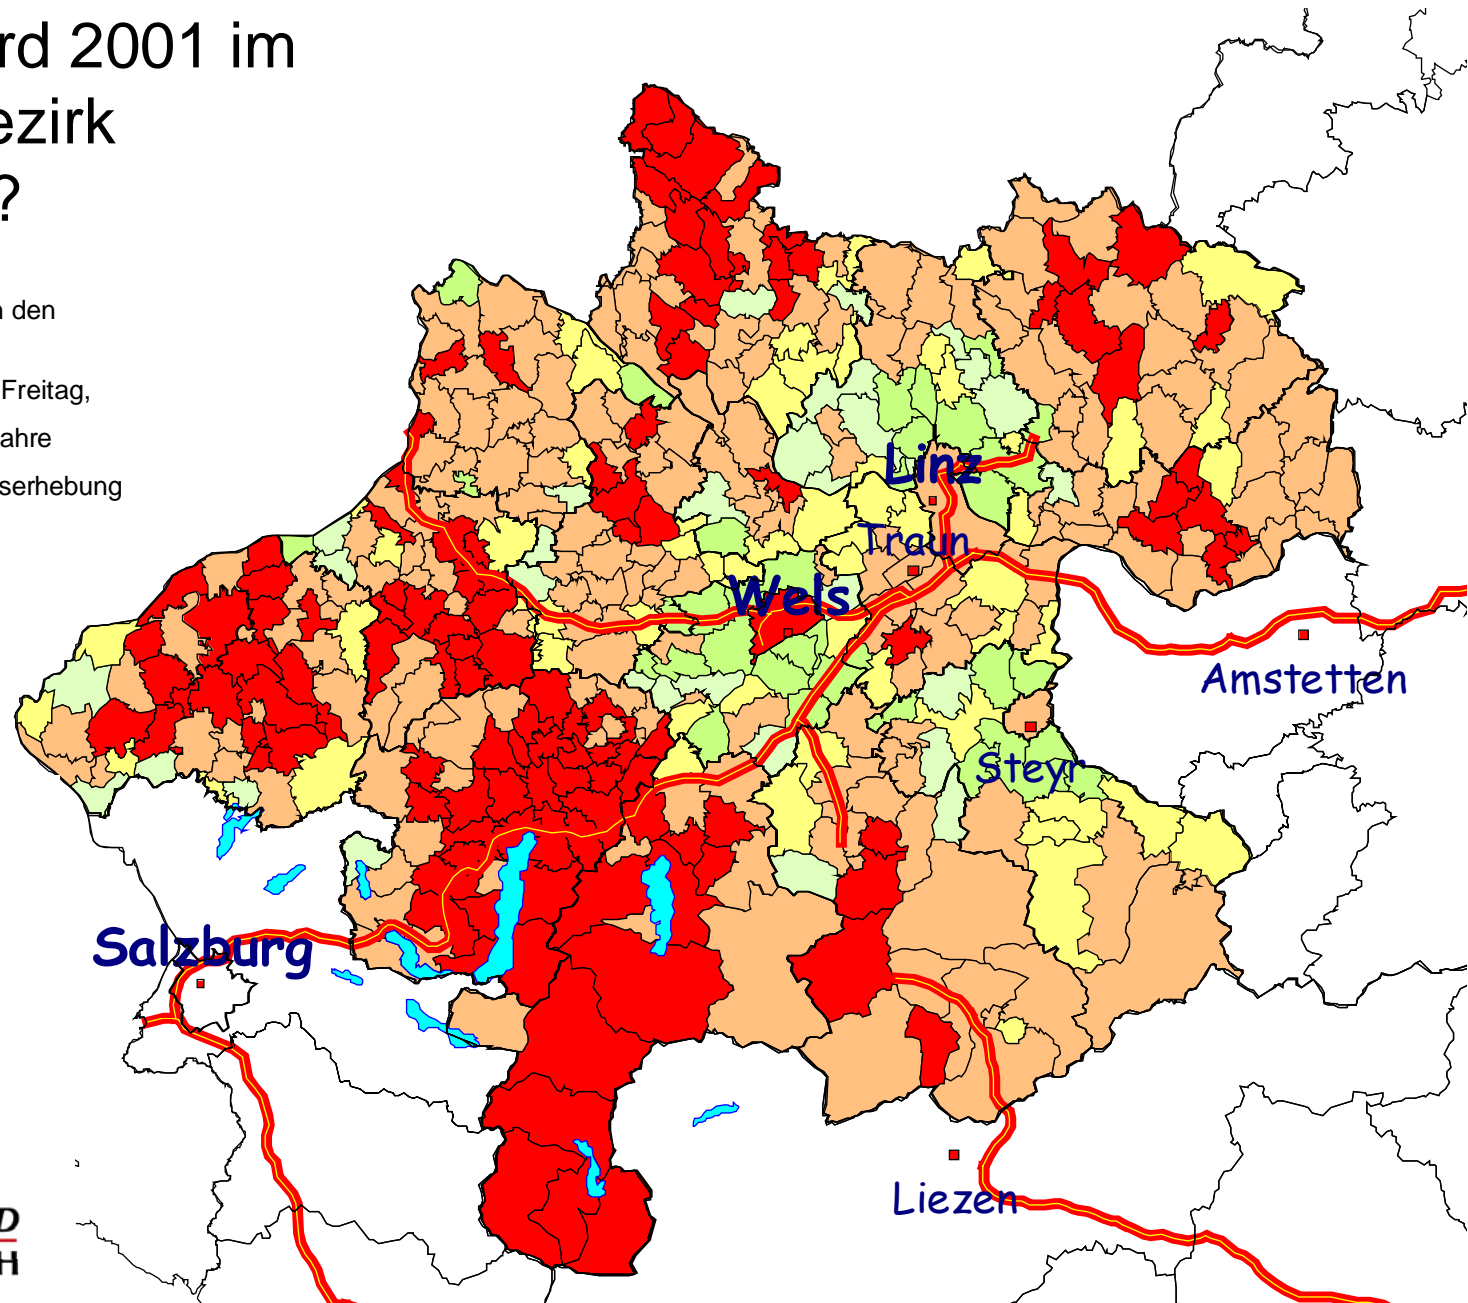 rd 2001 im
ezirk
?
n den
Freitag,
ahre
serhebung
Linz
Traun
Wels
Amstetten
Steyr
Salzburg
Liezen
D
H